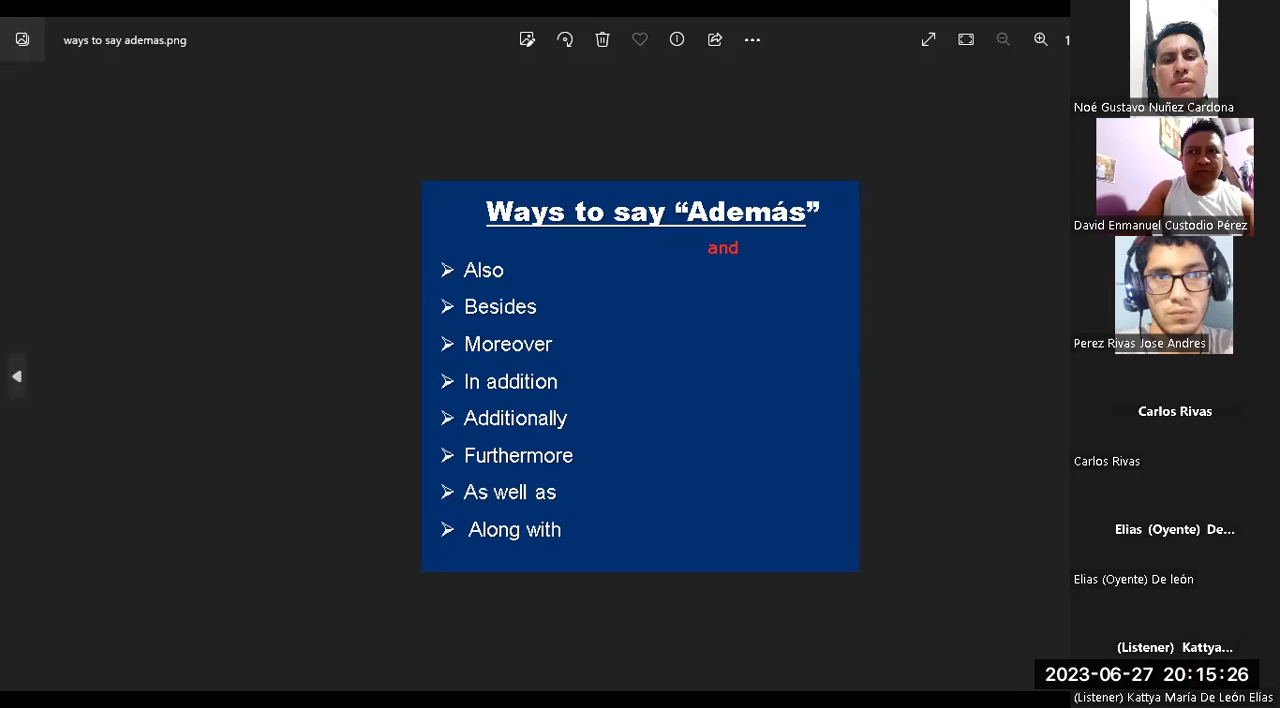 ways to say ademas.png
1
Ways to say “Además”
and
Also
Besides
Moreover
In addition
Additionally
Furthermore
As well as
Along with
Noé Gustavo Nuñez Cardona
David Enmanuel Custodio Pérez
Perez Rivas Jose Andres
Carlos Rivas
Carlos Rivas
Elias (Oyente) De...
Elias (Oyente) De león
(Listener) Kattya...
2023-06-27 20:15:26
(Listener) Kattya María De León Elías